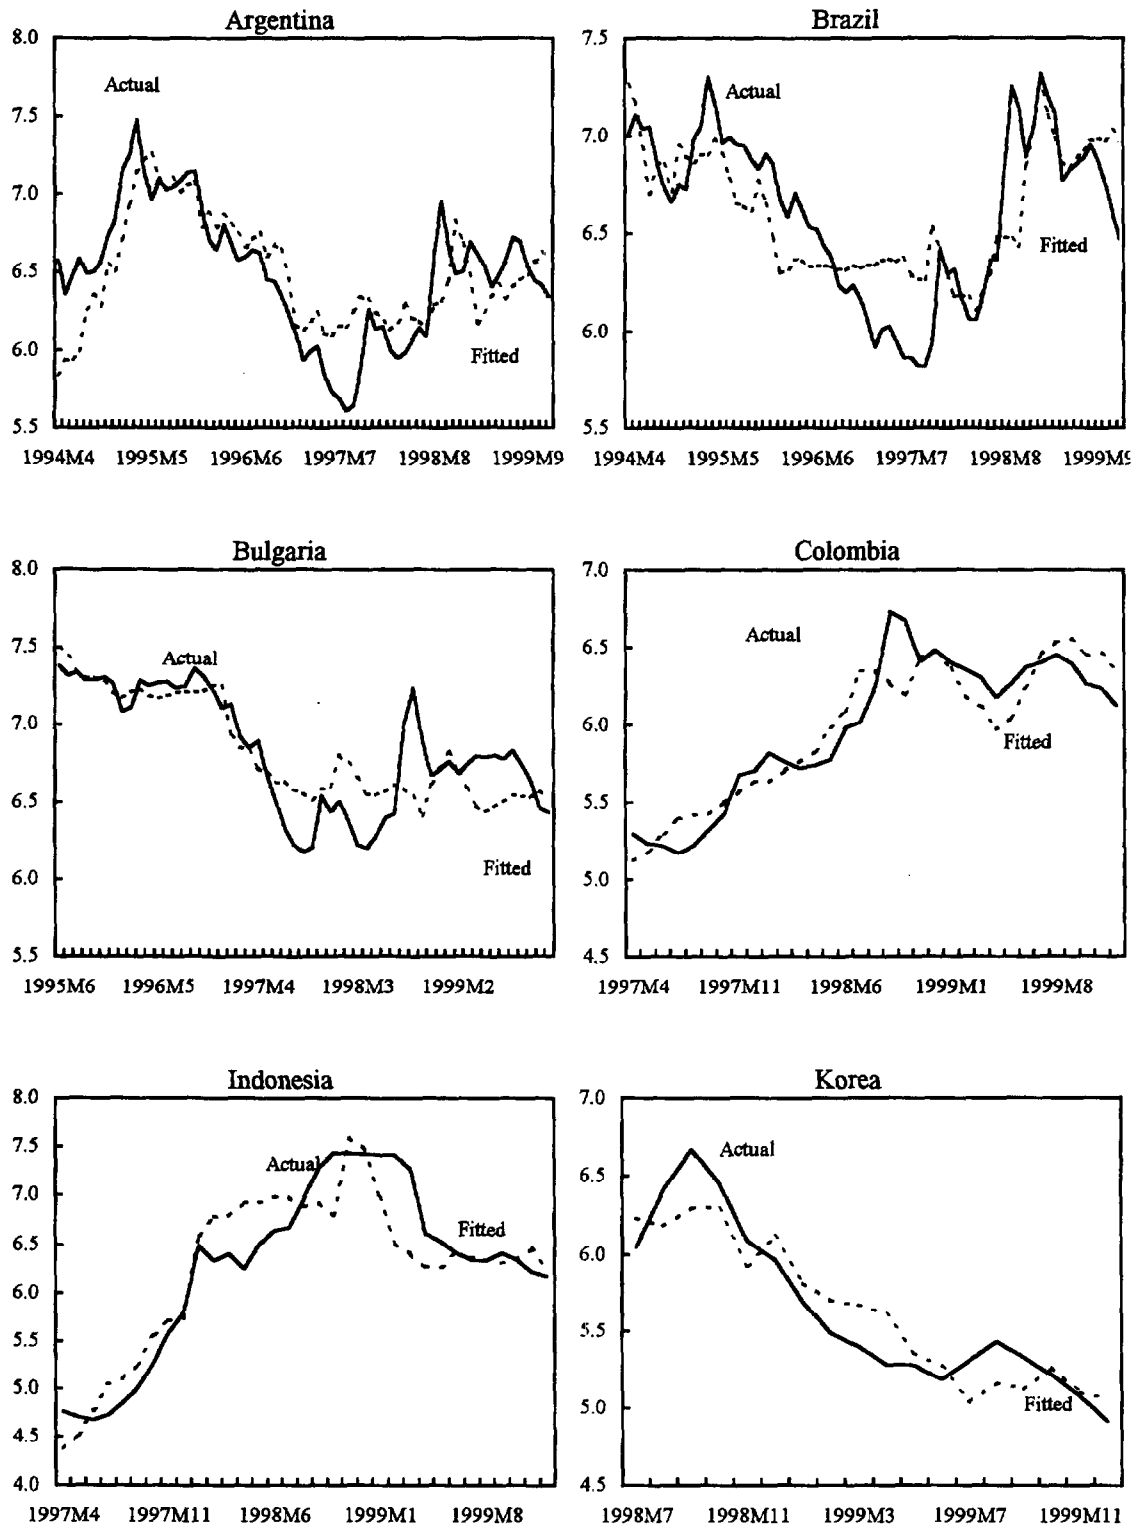 Argentina
8.0
7.5
7.0
6.5
6.0
5.5
Actual
Fitted
1994M4 1995M5 1996M6 1997M7 1998M8 1999M9
Brazil
7.5
7.0
6.5
6.0
5.5
Actual
Fitted
1994M4 1995M5 1996M6 1997M7 1998M8 1999M9
Bulgaria
8.0
7.5
7.0
6.5
6.0
5.5
Actual
Fitted
1995M6 1996M5 1997M4 1998M3 1999M2
Colombia
7.0
6.5
6.0
5.5
5.0
4.5
Actual
Fitted
1997M4 1997M11 1998M6 1999M1 1999M8
Indonesia
8.0
7.5
7.0
6.5
6.0
5.5
5.0
4.5
4.0
Actual
Fitted
1997M4 1997M11 1998M6 1999M1 1999M8
Korea
7.0
6.5
6.0
5.5
5.0
4.5
Actual
Fitted
1998M7 1998M11 1999M3 1999M7 1999M11